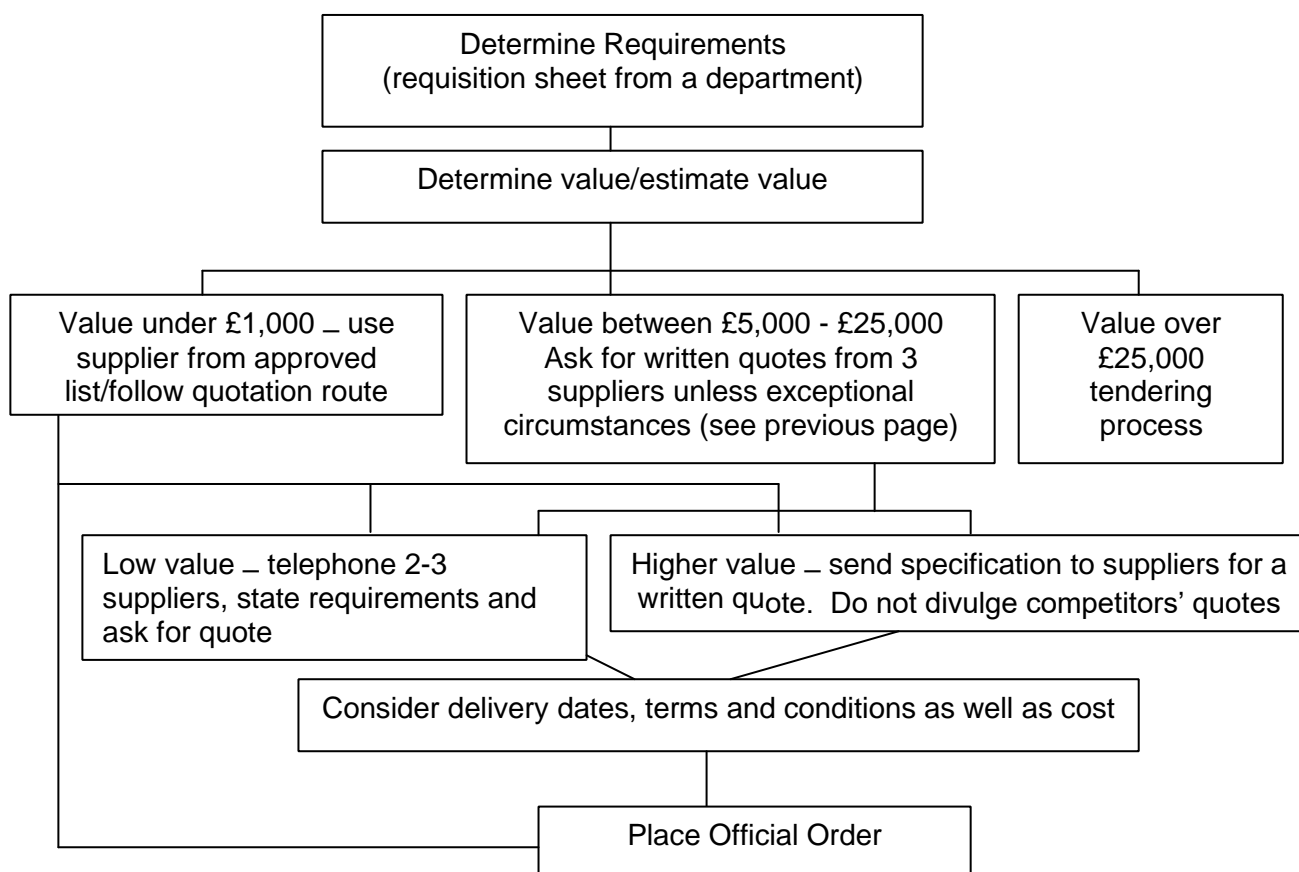 Determine Requirements
(requisition sheet from a department)
Determine value/estimate value
Value under £1,000 – use
supplier from approved
list/follow quotation route
Value between £5,000 - £25,000
Ask for written quotes from 3
suppliers unless exceptional
circumstances (see previous page)
Value over
£25,000
tendering
process
Low value – telephone 2-3
suppliers, state requirements and
ask for quote
Higher value – send specification to suppliers for a
written quote. Do not divulge competitors’ quotes
Consider delivery dates, terms and conditions as well as cost
Place Official Order